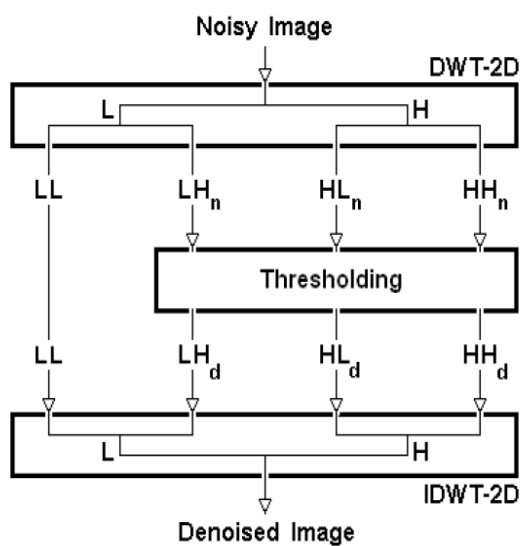 Noisy Image
DWT-2D
L H
LL LHn HLn HHn
Thresholding
LL LHd HLd HHd
L H
IDWT-2D
Denoised Image